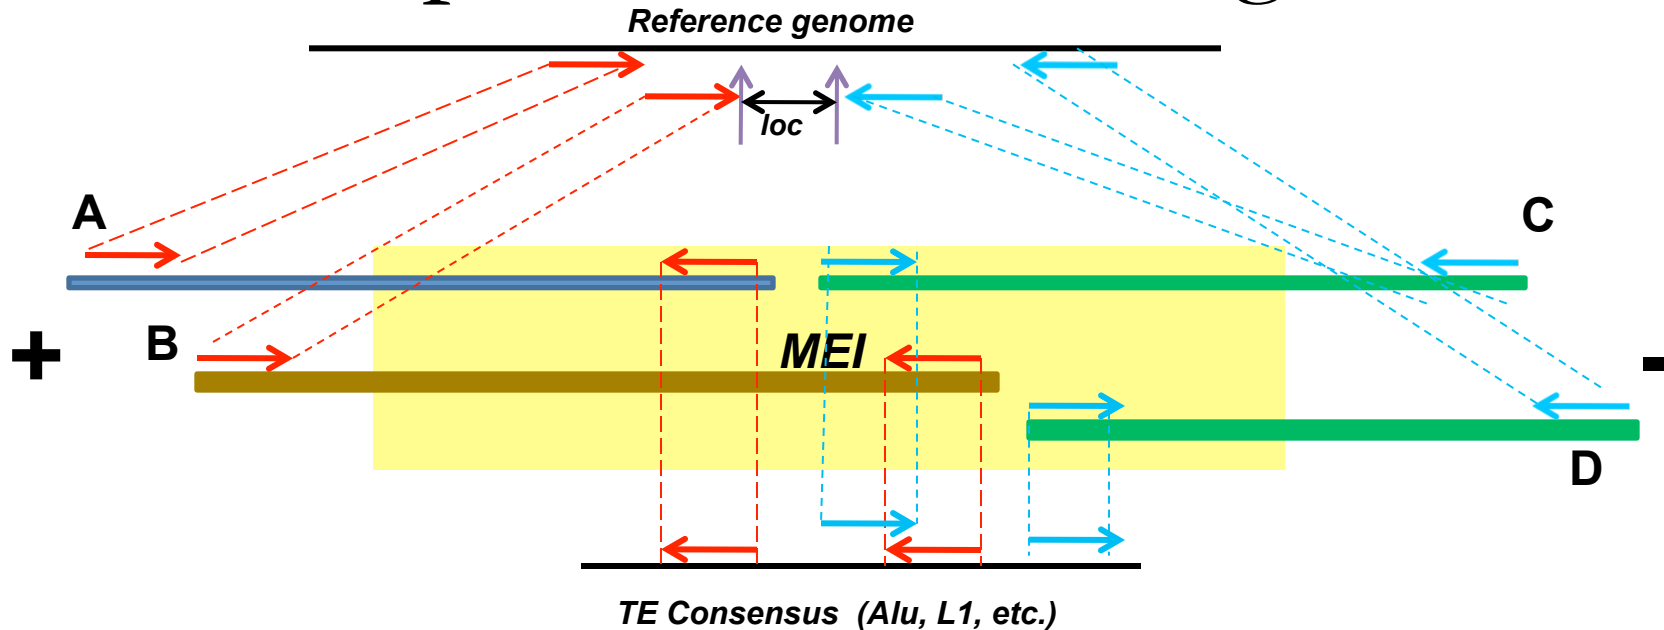 Reference genome
loc
A
C
+
B
MEI
-
D
TE Consensus (Alu, L1, etc.)